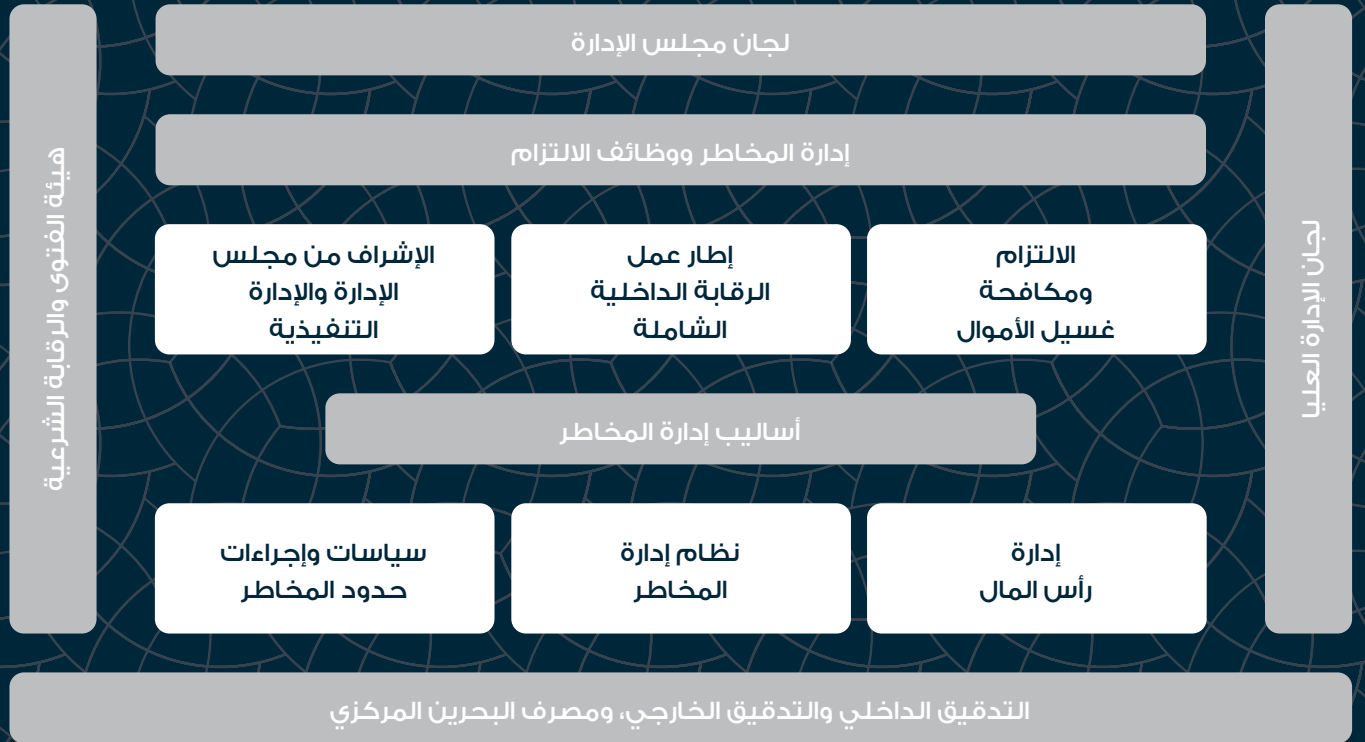 لجان مجلس الإدارة
إدارة المخاطر ووظائف الالتزام
لجان الإدارة العليا
الالتزام
ومكافحة
غسيل الأموال
إطار عمل
الرقابة الداخلية
الشاملة
الإشراف من مجلس
الإدارة والإدارة
التنفيذية
هيئة الفتوى والرقابة الشرعية
أساليب إدارة المخاطر
إدارة
رأس المال
نظام إدارة
المخاطر
سياسات وإجراءات
حدود المخاطر
التدقيق الداخلي والتدقيق الخارجي، ومصرف البحرين المركزي